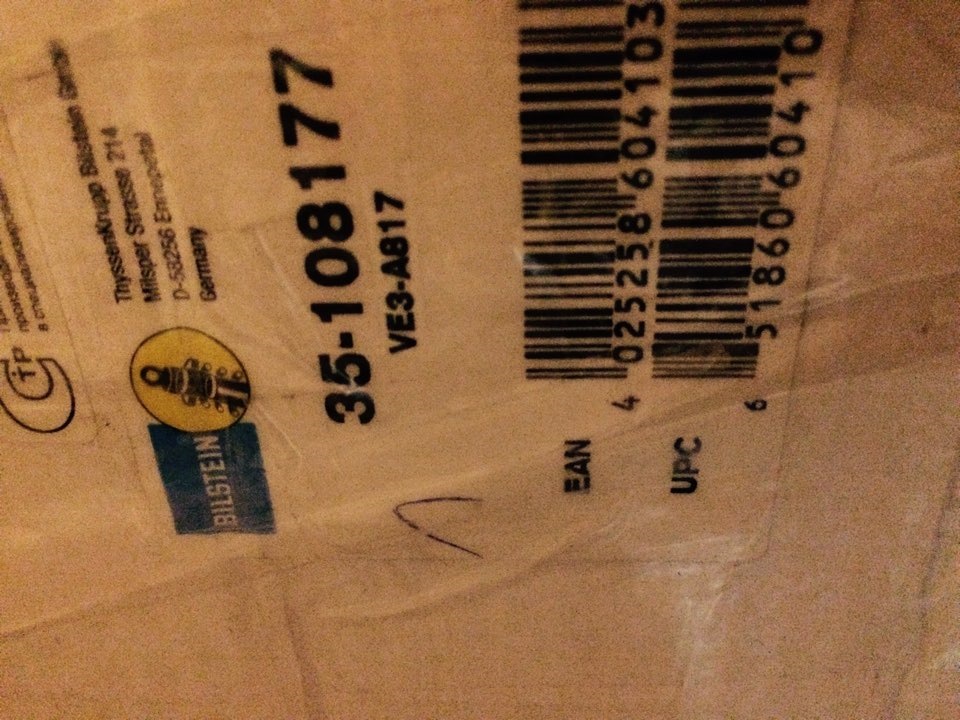 ThyssenKrupp Bilstein GmbH
Milsper Strasse 214
D-58256 Ennepetal
Germany
BILSTEIN
35-108177
VE3-A817
EAN
4 025258 604103
UPC
6 51860 60410